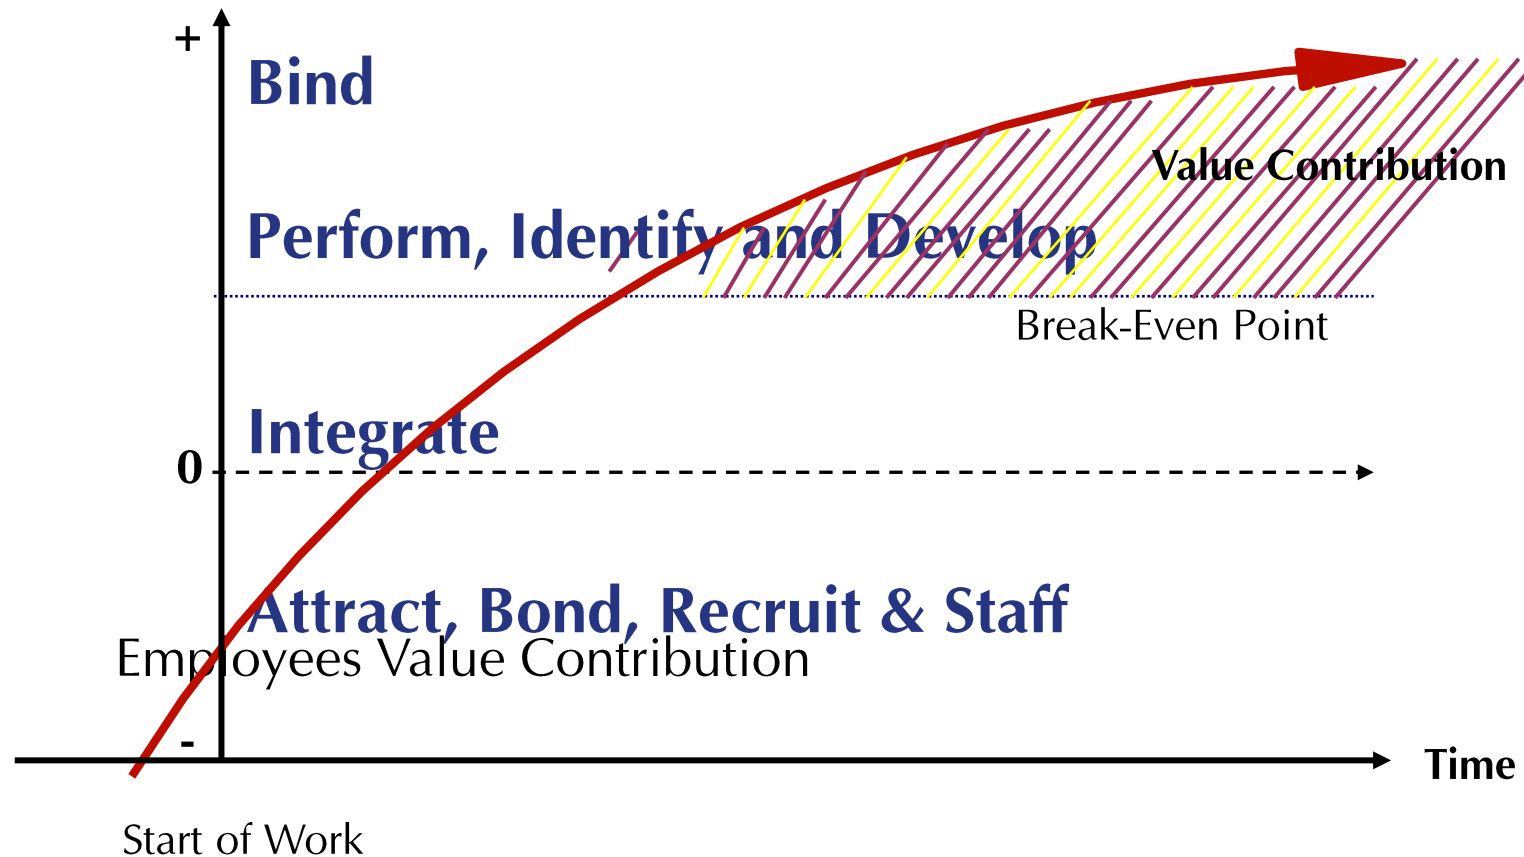 +
Bind
Value Contribution
Perform, Identify and Develop
Break-Even Point
Integrate
0
Attract, Bond, Recruit & Staff
Employees Value Contribution
-
Time
Start of Work